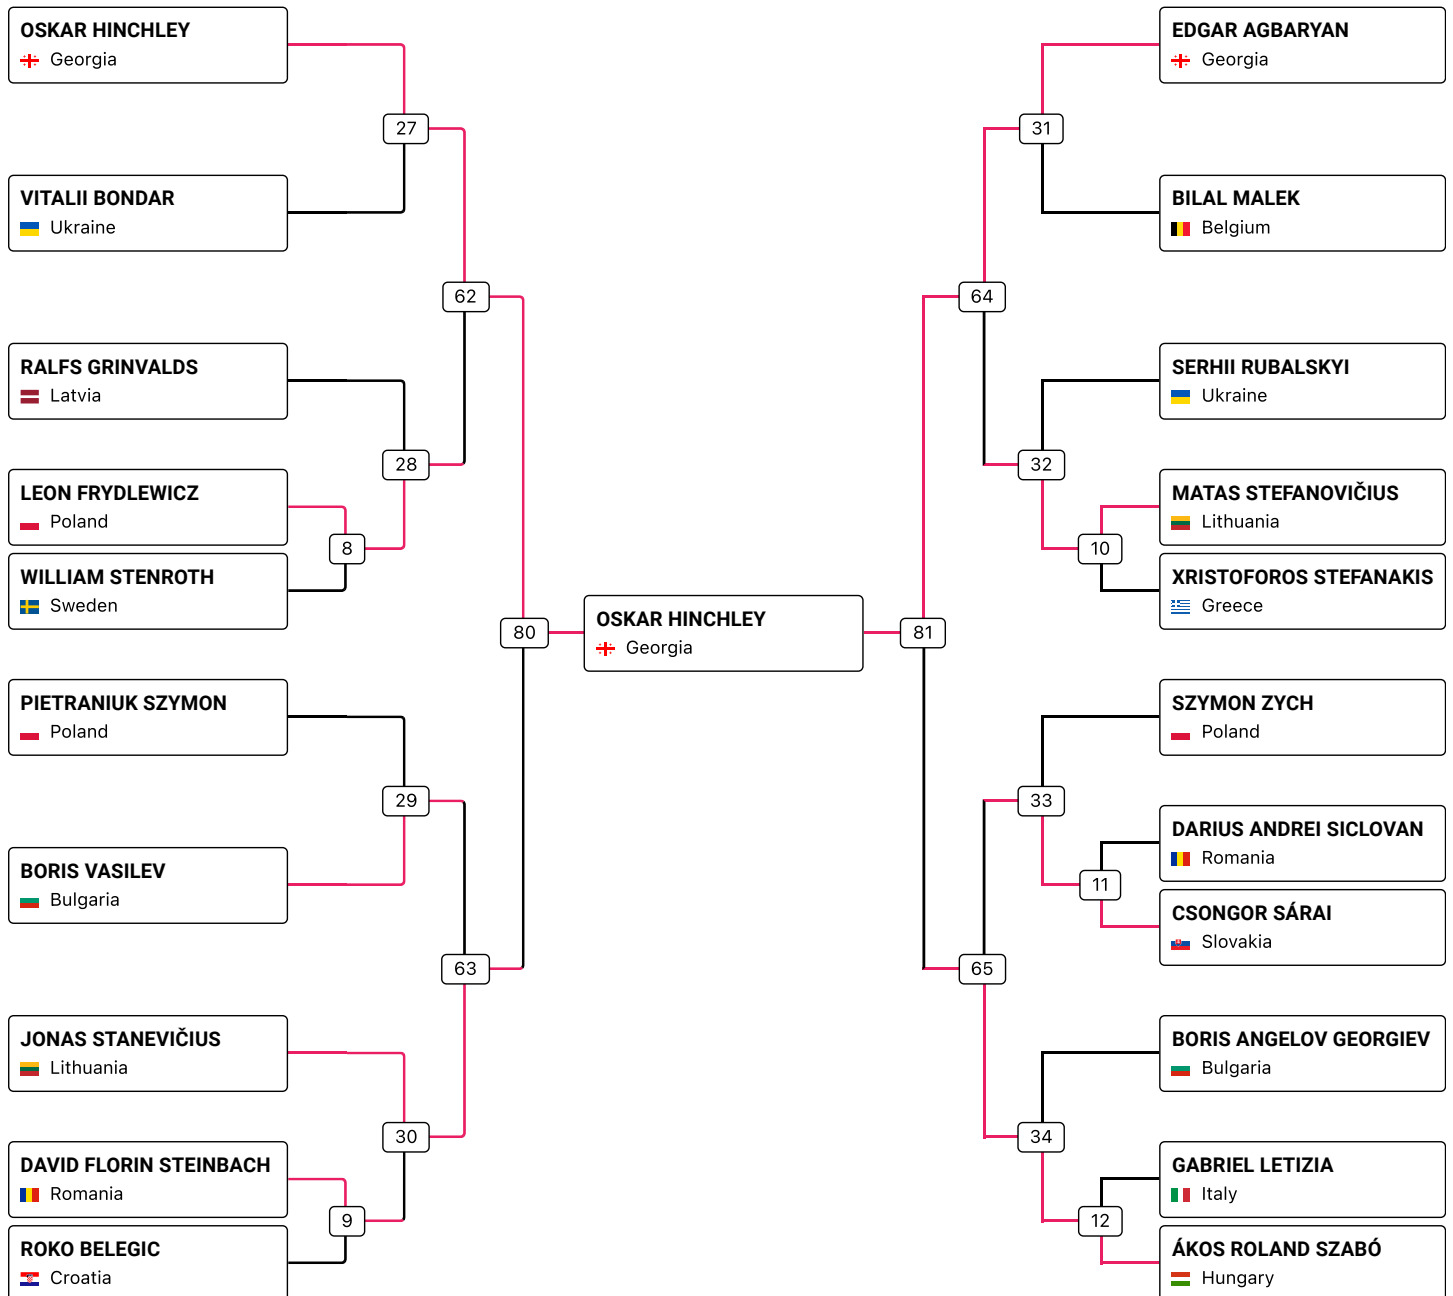 OSKAR HINCHLEY
Georgia
27
VITALII BONDAR
Ukraine
62
RALFS GRINVALDS
Latvia
28
LEON FRYDLEWICZ
Poland
8
WILLIAM STENROTH
Sweden
80
PIETRANIUK SZYMON
Poland
29
BORIS VASILEV
Bulgaria
63
JONAS STANEVIČIUS
Lithuania
30
DAVID FLORIN STEINBACH
Romania
9
ROKO BELEGIC
Croatia
OSKAR HINCHLEY
Georgia
EDGAR AGBARYAN
Georgia
31
BILAL MALEK
Belgium
64
SERHII RUBALSKYI
Ukraine
32
MATAS STEFANOVIČIUS
Lithuania
10
XRISTOFOROS STEFANAKIS
Greece
81
SZYMON ZYCH
Poland
33
DARIUS ANDREI SICLOVAN
Romania
11
CSONGOR SÁRAI
Slovakia
65
BORIS ANGELOV GEORGIEV
Bulgaria
34
GABRIEL LETIZIA
Italy
12
ÁKOS ROLAND SZABÓ
Hungary